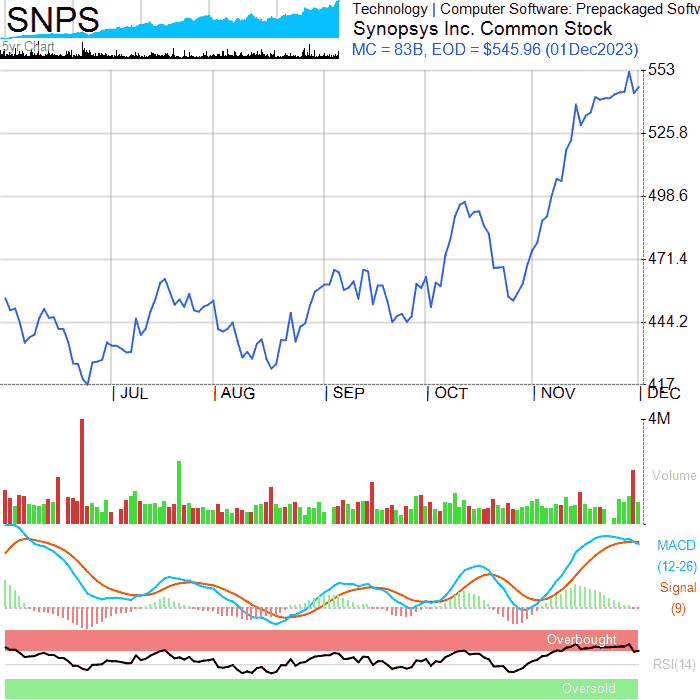 SNPS
5yr Chart
Technology | Computer Software: Prepackaged Softw
Synopsys Inc. Common Stock
MC = 83B, EOD = $545.96 (01Dec2023)
553
525.8
498.6
471.4
444.2
417
JUL
AUG
SEP
OCT
NOV
DEC
4M
Volume
MACD
(12-26)
Signal
(9)
Overbought
RSI(14)
Oversold